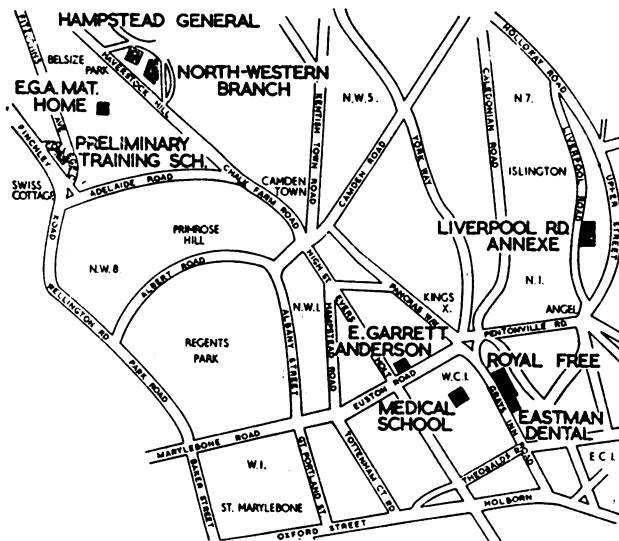 HAMPSTEAD GENERAL
BELSIZE
PARK
HAVERSTOCK HILL
NORTH-WESTERN
BRANCH
E.G.A. MAT.
HOME
AVE
FINCHLEY
ROAD
PRELIMINARY
TRAINING SCH.
SWISS
COTTAGE
ADELAIDE ROAD
CHALK FARM ROAD
CAMDEN
TOWN
KENTISH TOWN ROAD
N.W.5.
CAMDEN ROAD
YORK WAY
CALEDONIAN ROAD
HOLLOWAY ROAD
N7.
LIVERPOOL ROAD
ISLINGTON
UPPER STREET
LIVERPOOL RD.
ANNEXE
PRIMROSE
HILL
N.W.8.
ALBERT ROAD
HIGH ST.
PANCRAS WAY
KINGS
X.
N.1.
ANGEL
PENTONVILLE RD.
WELLINGTON RD
PARK ROAD
REGENTS
PARK
ALBANY STREET
N.W.1.
HAMPSTEAD ROAD
EVERSHOLT
E. GARRETT
ANDERSON
EUSTON ROAD
W.C.1.
MEDICAL
SCHOOL
ROYAL FREE
GRAYS INN
EASTMAN
DENTAL
MARYLEBONE ROAD
BAKER STREET
W.1.
ST. MARYLEBONE
GT. PORTLAND ST.
TOTTENHAM CT RD
THEOBALDS RD
E.C.1.
OXFORD STREET
HOLBORN